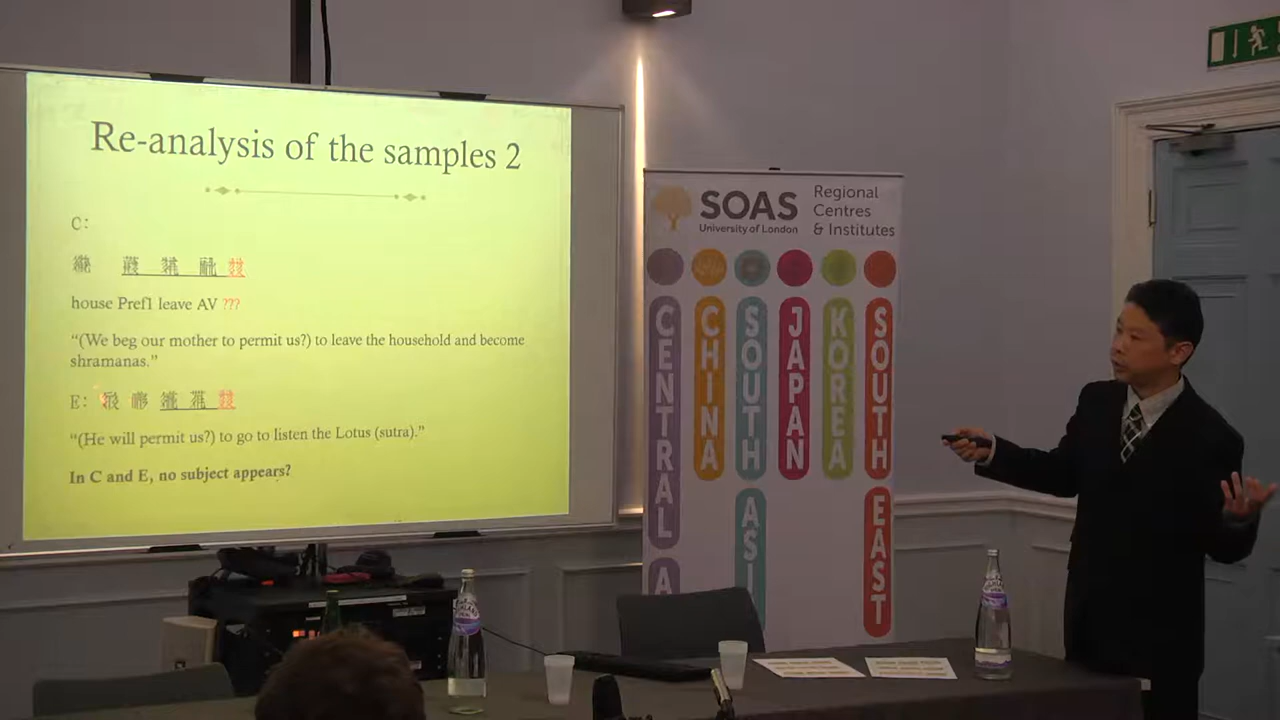 Re-analysis of the samples 2
C:
house Pref1 leave AV ???
“(We beg our mother to permit us?) to leave the household and become
shramanas.”
E:
“(He will permit us?) to go to listen the Lotus (sutra).”
In C and E, no subject appears?
SOAS
University of London
Regional
Centres
& Institutes
CENTRAL A
CHINA
SOUTH ASI
JAPAN
KOREA
SOUTH EAST